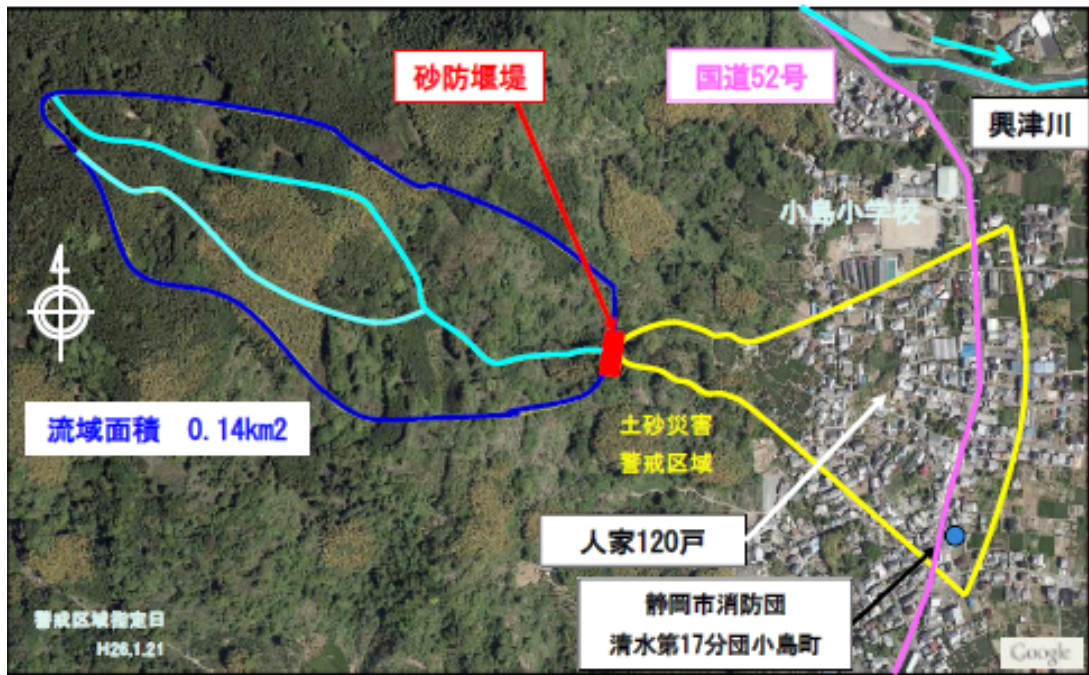 砂防堰堤
国道52号
興津川
小島小学校
流域面積 0.14km2
土砂災害
警戒区域
人家120戸
静岡市消防団
清水第17分団小島町
警戒区域指定日
H26.1.21
Google